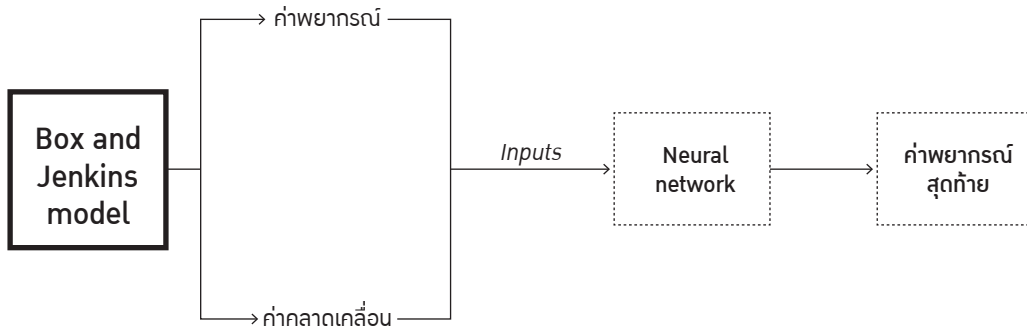 ค่าพยากรณ์
Box and
Jenkins
model
Inputs
Neural
network
ค่าพยากรณ์
สุดท้าย
ค่าคลาดเคลื่อน